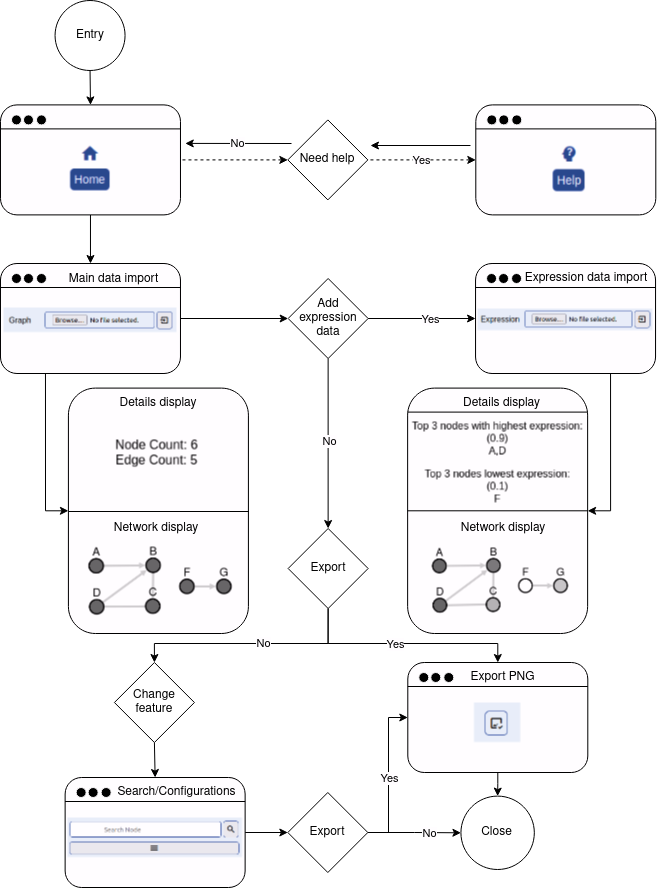 Entry
Home
No
Need help
Yes
Help
Main data import
Graph
Browse...
No file selected.
Add
expression
data
Yes
Expression data import
Expression
Browse...
No file selected.
Details display
Node Count: 6
Edge Count: 5
Network display
A
B
D
C
F
G
No
Details display
Top 3 nodes with highest expression:
(0.9)
A,D
Top 3 nodes lowest expression:
(0.1)
F
Network display
A
B
D
C
F
G
Export
No
Yes
Change
feature
Export PNG
Search/Configurations
Search Node
Export
Yes
No
Close